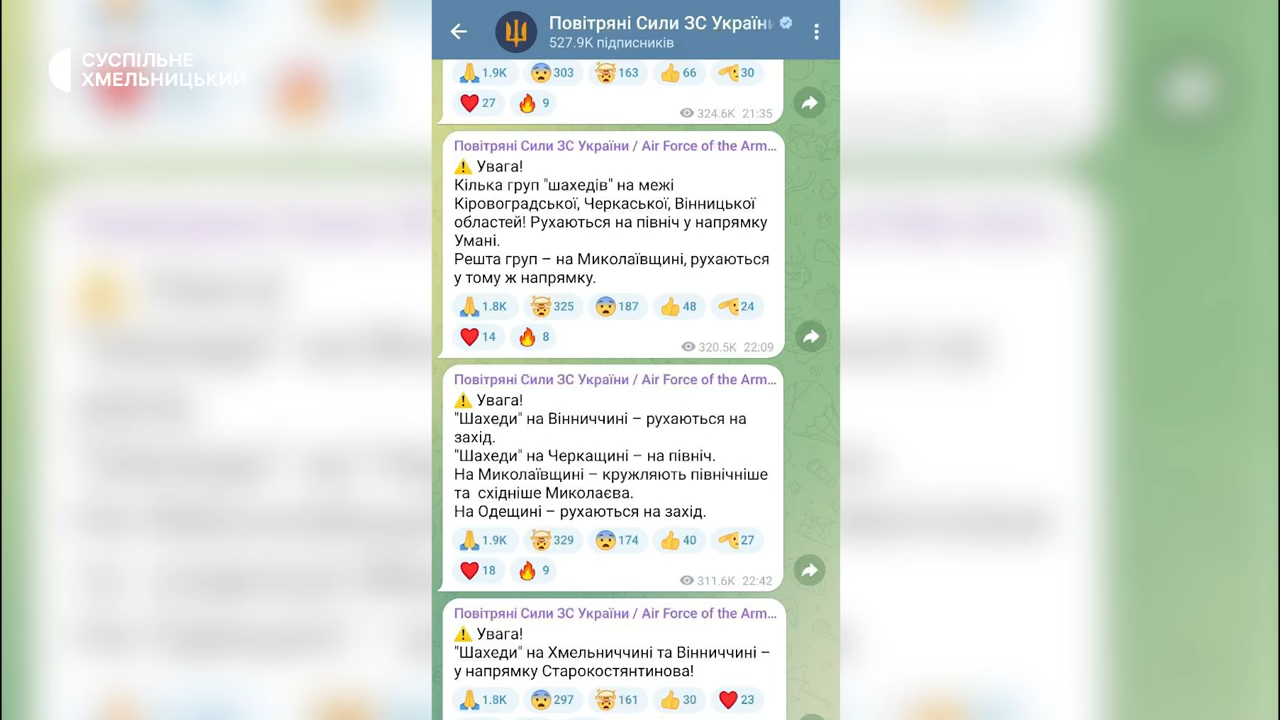 СУСПІЛЬНЕ
ХМЕЛЬНИЦЬКИЙ
Повітряні Сили ЗС Україн
527.9K підписників
1.9K 303 163 66 30
27 9
324.6K 21:35
Повітряні Сили ЗС України / Air Force of the Arm...
Увага!
Кілька груп "шахедів" на межі
Кіровоградської, Черкаської, Вінницької
областей! Рухаються на північ у напрямку
Умані.
Решта груп – на Миколаївщині, рухаються
у тому ж напрямку.
1.8K 325 187 48 24
14 8
320.5K 22:09
Повітряні Сили ЗС України / Air Force of the Arm...
Увага!
"Шахеди" на Вінниччині – рухаються на
захід.
"Шахеди" на Черкащині – на північ.
На Миколаївщині – кружляють північніше
та східніше Миколаєва.
На Одещині – рухаються на захід.
1.9K 329 174 40 27
18 9
311.6K 22:42
Повітряні Сили ЗС України / Air Force of the Arm...
Увага!
"Шахеди" на Хмельниччині та Вінниччині –
у напрямку Старокостянтинова!
1.8K 297 161 30 23